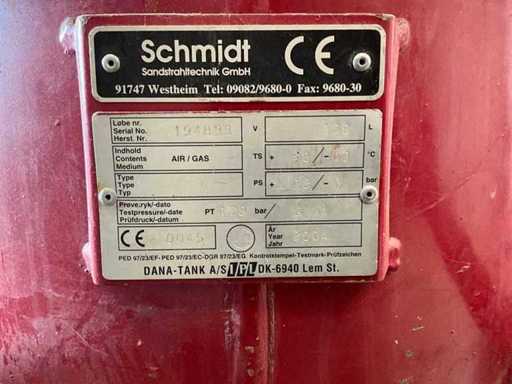 Schmidt CE
Sandstrahltechnik GmbH
91747 Westheim Tel: 09082/9680-0 Fax: 9680-30
Løbe nr.
Serial No. V L
Herst. Nr.
Indhold
Contents AIR / GAS TS + °C
Medium
Type
Type PS + bar
Typ
Prøve.ryk/-dato
Testpressure/-date PT bar
Prüfdruck/-datum
CE 0045 År
Year
Jahr
PED 97/23/EF-PED 97/23/EC-DGR 97/23/EG Kontrolstempel-Testmark-Prüfzeichen
DANA-TANK A/S DK-6940 Lem St.